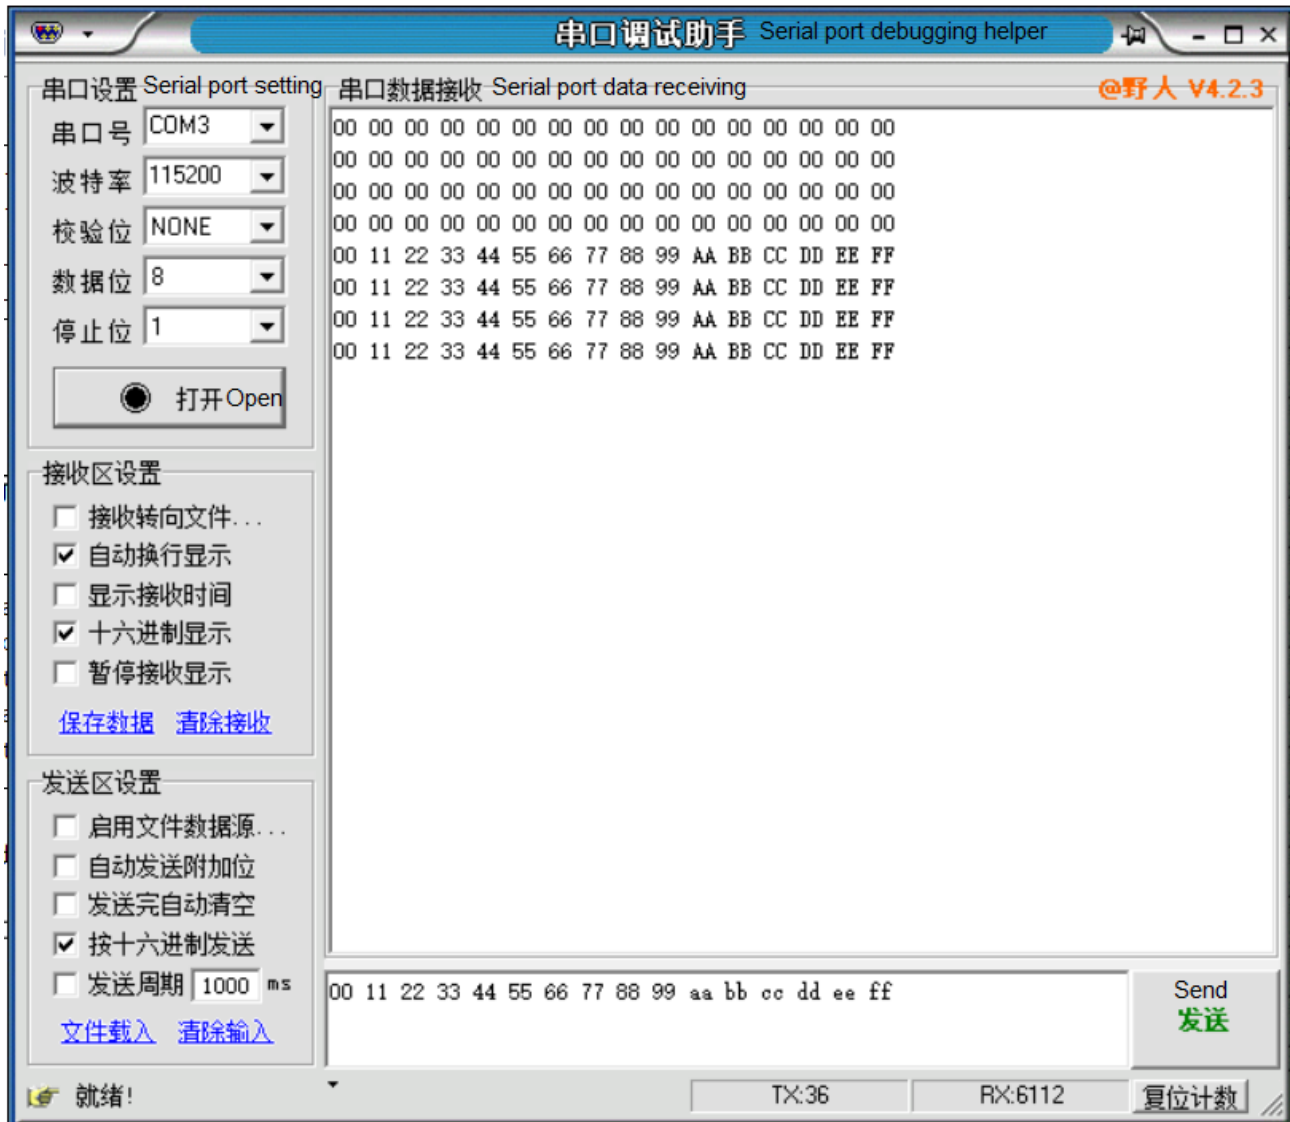 串口调试助手 Serial port debugging helper
串口设置 Serial port setting
串口号 COM3
波特率 115200
校验位 NONE
数据位 8
停止位 1
打开 Open
接收区设置
接收转向文件...
自动换行显示
显示接收时间
十六进制显示
暂停接收显示
保存数据 清除接收
发送区设置
启用文件数据源...
自动发送附加位
发送完自动清空
按十六进制发送
发送周期 1000 ms
文件载入 清除输入
串口数据接收 Serial port data receiving
@野人 V4.2.3
00 00 00 00 00 00 00 00 00 00 00 00 00 00 00 00
00 00 00 00 00 00 00 00 00 00 00 00 00 00 00 00
00 00 00 00 00 00 00 00 00 00 00 00 00 00 00 00
00 00 00 00 00 00 00 00 00 00 00 00 00 00 00 00
00 11 22 33 44 55 66 77 88 99 AA BB CC DD EE FF
00 11 22 33 44 55 66 77 88 99 AA BB CC DD EE FF
00 11 22 33 44 55 66 77 88 99 AA BB CC DD EE FF
00 11 22 33 44 55 66 77 88 99 AA BB CC DD EE FF
00 11 22 33 44 55 66 77 88 99 aa bb cc dd ee ff
Send
发送
就绪!
TX:36
RX:6112
复位计数